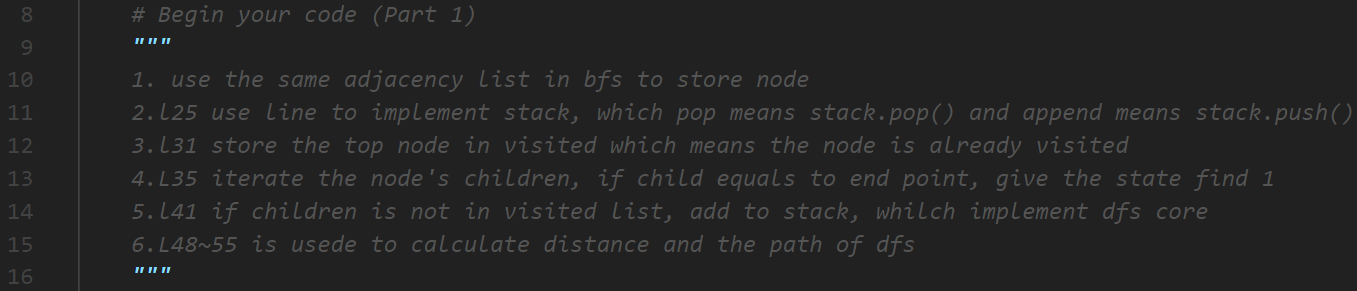 8 # Begin your code (Part 1)
9 """
10 1. use the same adjacency list in bfs to store node
11 2.l25 use line to implement stack, which pop means stack.pop() and append means stack.push()
12 3.l31 store the top node in visited which means the node is already visited
13 4.L35 iterate the node's children, if child equals to end point, give the state find 1
14 5.l41 if children is not in visited list, add to stack, whilch implement dfs core
15 6.L48~55 is usede to calculate distance and the path of dfs
16 """